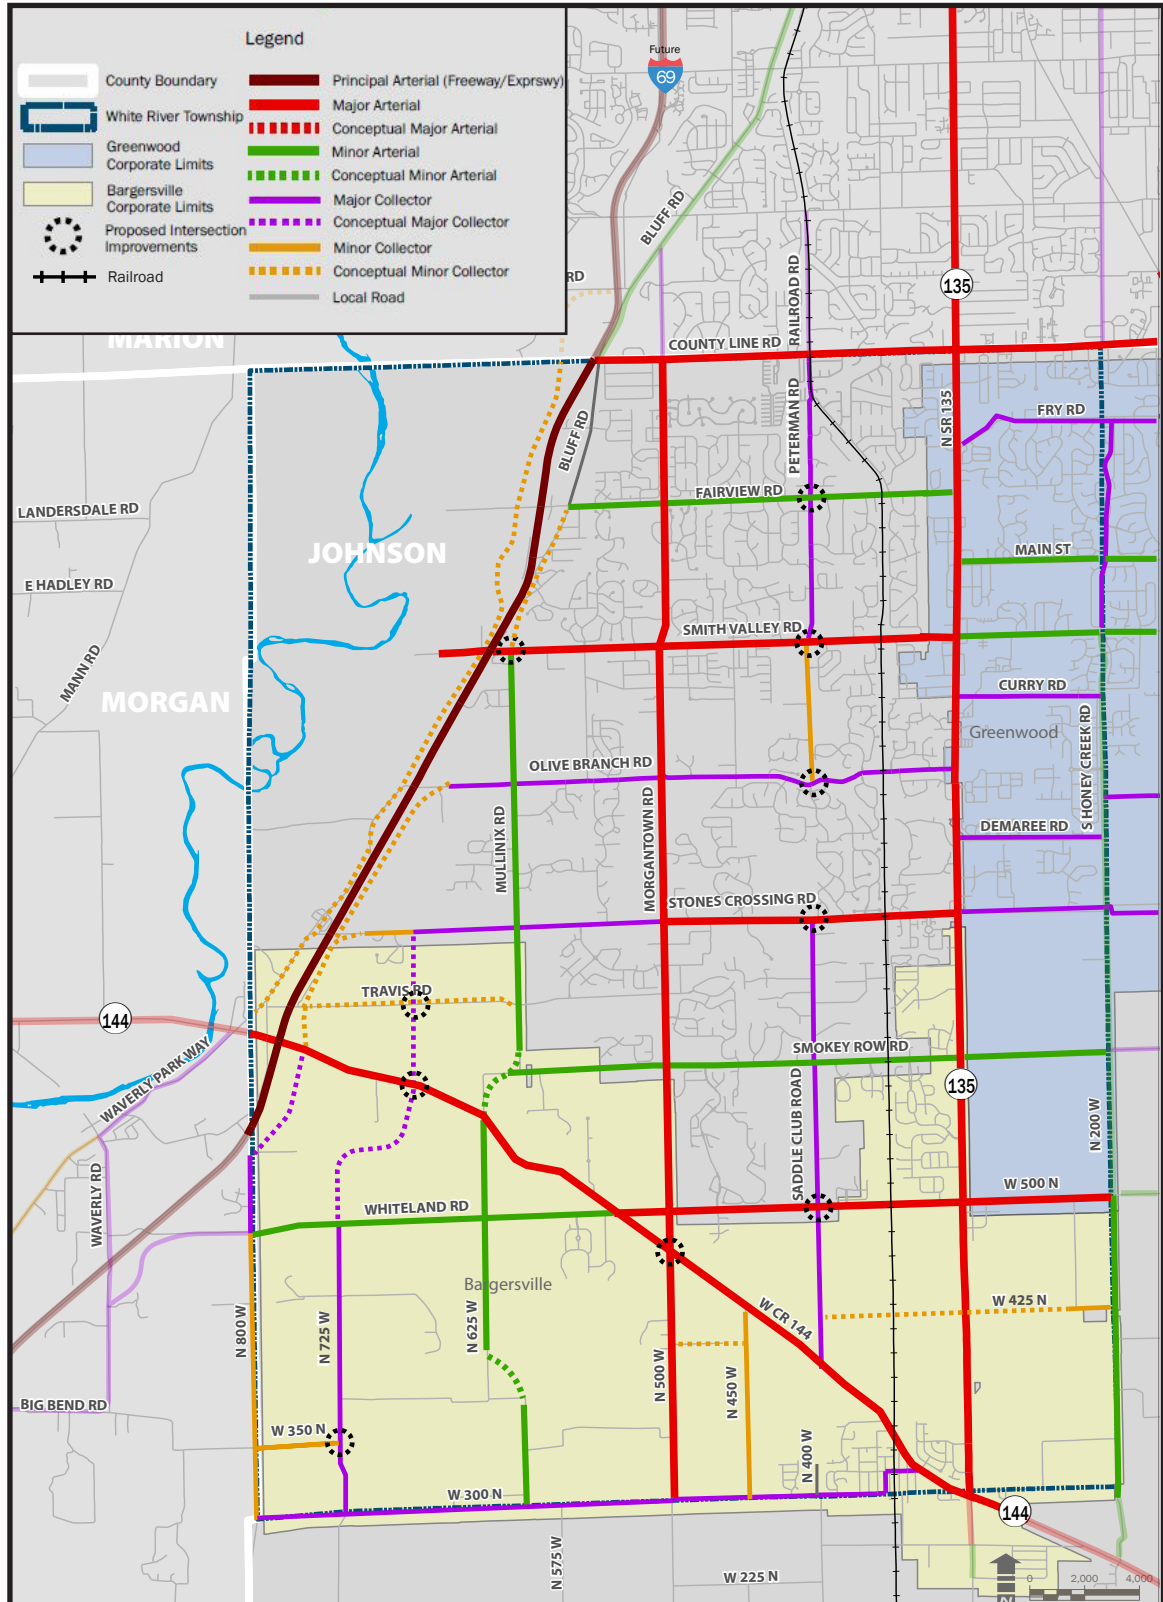 Legend
County Boundary
White River Township
Greenwood
Corporate Limits
Bargersville
Corporate Limits
Proposed Intersection
Improvements
Railroad
Principal Arterial (Freeway/Exprswy)
Major Arterial
Conceptual Major Arterial
Minor Arterial
Conceptual Minor Arterial
Major Collector
Conceptual Major Collector
Minor Collector
Conceptual Minor Collector
Local Road
Future
69
BLUFF RD
RD
RAILROAD RD
135
MARION
COUNTY LINE RD
PETERMAN RD
N SR 135
FRY RD
BLUFF RD
FAIRVIEW RD
LANDERSDALE RD
JOHNSON
MAIN ST
E HADLEY RD
SMITH VALLEY RD
MANN RD
MORGAN
CURRY RD
Greenwood
S HONEY CREEK RD
OLIVE BRANCH RD
MULLINIX RD
MORGANTOWN RD
DEMAREE RD
STONES CROSSING RD
TRAVIS RD
144
WAVERLY PARK WAY
SMOKEY ROW RD
135
SADDLE CLUB ROAD
N 200 W
WAVERLY RD
W 500 N
WHITELAND RD
Bargersville
W 425 N
W CR 144
N 800 W
N 725 W
N 625 W
N 500 W
N 450 W
BIG BEND RD
W 350 N
N 400 W
W 300 N
144
N 575 W
W 225 N
N
0 2,000 4,000